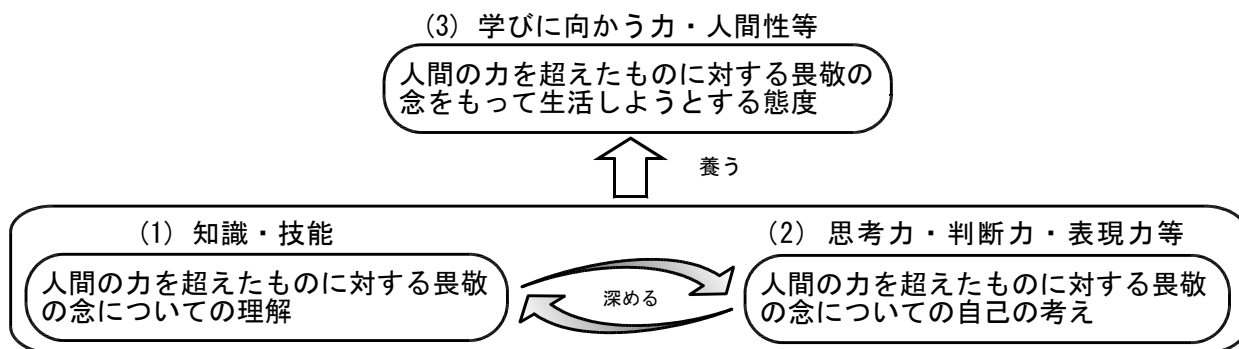 (3) 学びに向かう力・人間性等
人間の力を超えたものに対する畏敬の
念をもって生活しようとする態度
養う
(1) 知識・技能
人間の力を超えたものに対する畏敬
の念についての理解
深める
(2) 思考力・判断力・表現力等
人間の力を超えたものに対する畏敬
の念についての自己の考え